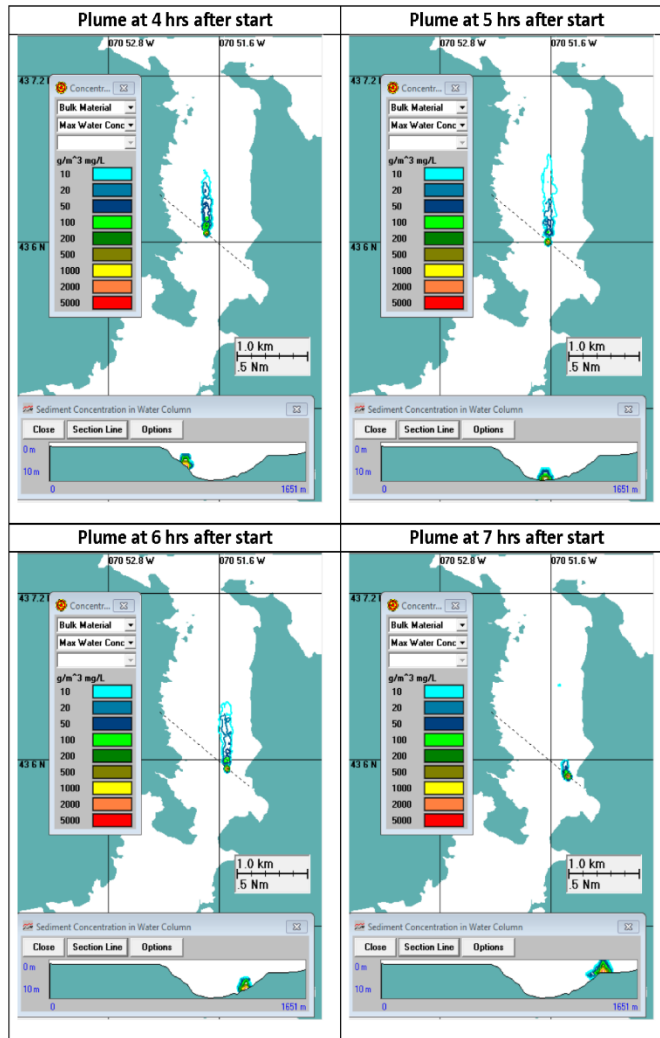 Plume at 4 hrs after start
070 52.8 W 070 51.6
43 7.2
Concentr...
Bulk Material
Max Water Conc
g/m^3 mg/L
10
20
50
100
200
500
1000
2000
5000
43 6 N
1.0 km
.5 Nm
Sediment Concentration in Water Column
Close Section Line Options
0 m
10 m
0 1651 m
Plume at 5 hrs after start
070 52.8 W 070 51.6
43 7.2
Concentr...
Bulk Material
Max Water Conc
g/m^3 mg/L
10
20
50
100
200
500
1000
2000
5000
43 6 N
1.0 km
.5 Nm
Sediment Concentration in Water Column
Close Section Line Options
0 m
10 m
0 1651 m
Plume at 6 hrs after start
070 52.8 W 070 51.6
43 7.2
Concentr...
Bulk Material
Max Water Conc
g/m^3 mg/L
10
20
50
100
200
500
1000
2000
5000
43 6 N
1.0 km
.5 Nm
Sediment Concentration in Water Column
Close Section Line Options
0 m
10 m
0 1651 m
Plume at 7 hrs after start
070 52.8 W 070 51.6
43 7.2
Concentr...
Bulk Material
Max Water Conc
g/m^3 mg/L
10
20
50
100
200
500
1000
2000
5000
43 6 N
1.0 km
.5 Nm
Sediment Concentration in Water Column
Close Section Line Options
0 m
10 m
0 1651 m